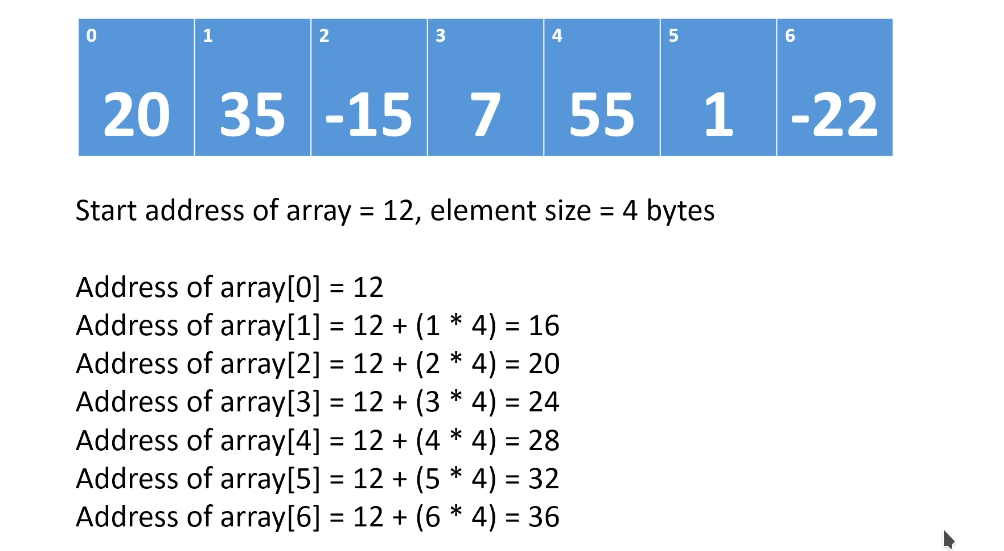 0 1 2 3 4 5 6
20 35 -15 7 55 1 -22
Start address of array = 12, element size = 4 bytes
Address of array[0] = 12
Address of array[1] = 12 + (1 * 4) = 16
Address of array[2] = 12 + (2 * 4) = 20
Address of array[3] = 12 + (3 * 4) = 24
Address of array[4] = 12 + (4 * 4) = 28
Address of array[5] = 12 + (5 * 4) = 32
Address of array[6] = 12 + (6 * 4) = 36